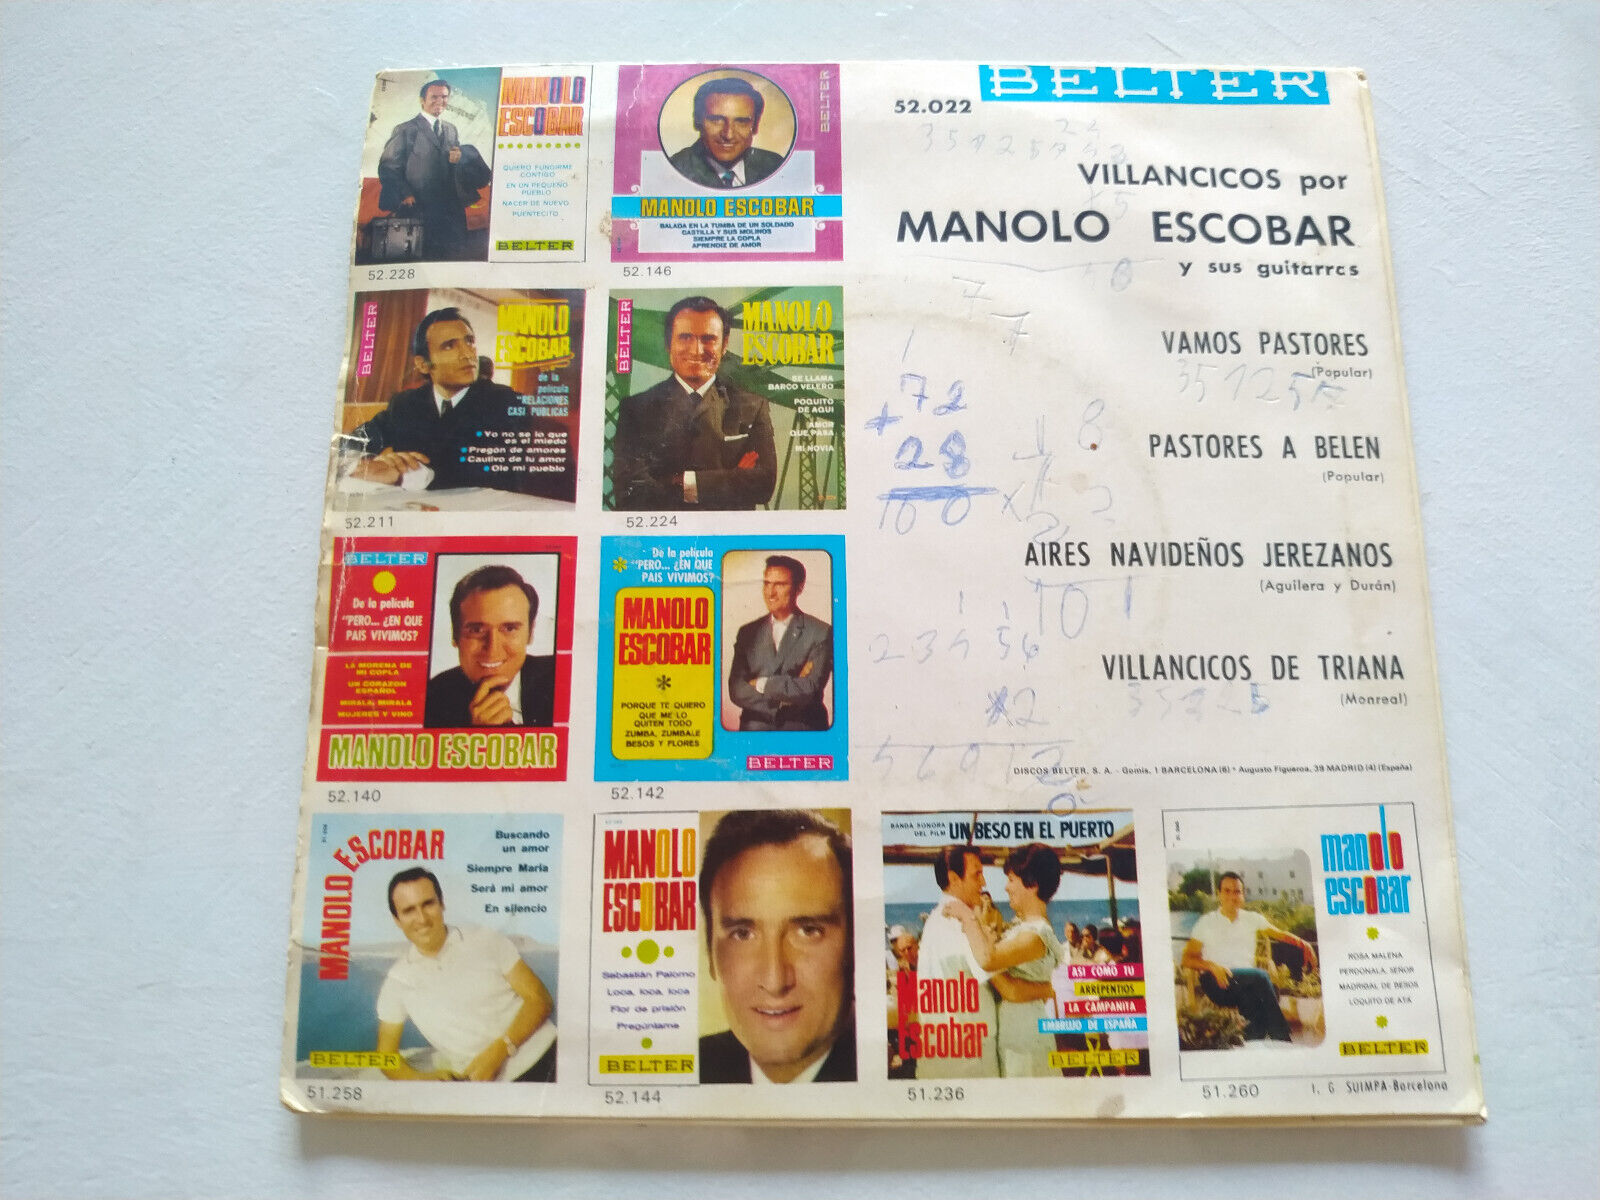 MANOLO
ESCOBAR
QUIERO FUNDIRME
CONTIGO
EN UN PEQUEÑO
PUEBLO
NACER DE NUEVO
PUENTECITO
BELTER
52.228
BELTER
MANOLO ESCOBAR
BALADA EN LA TUMBA DE UN SOLDADO
CASTILLA Y SUS MOLINOS
SIEMPRE LA COPLA
APRENDIZ DE AMOR
52.146
BELTER
52.022
VILLANCICOS por
MANOLO ESCOBAR
y sus guitarras
VAMOS PASTORES
(Popular)
PASTORES A BELEN
(Popular)
AIRES NAVIDEÑOS JEREZANOS
(Aguilera y Durán)
VILLANCICOS DE TRIANA
(Monreal)
DISCOS BELTER, S. A. - Gomis, 1 BARCELONA (6) * Augusto Figueroa, 39 MADRID (4) (España)
72
+
28
100
BELTER
MANOLO
ESCOBAR
de la
película
"RELACIONES
CASI PUBLICAS
Yo no se lo que
es el miedo
Pregón de amores
Cautivo de tu amor
Ole mi pueblo
52.211
BELTER
MANOLO
ESCOBAR
SE LLAMA
BARCO VELERO
POQUITO
DE AQUI
AMOR
QUE PASA
MI NOVIA
52.224
BELTER
De la película
"PERO... ¿EN QUE
PAIS VIVIMOS?
LA MORENA DE
MI COPLA
UN CORAZON
ESPAÑOL
MIRALA, MIRALA
MUJERES Y VINO
MANOLO ESCOBAR
52.140
De la película
"PERO... ¿EN QUE
PAIS VIVIMOS?
MANOLO
ESCOBAR
PORQUE TE QUIERO
QUE ME LO
QUITEN TODO
ZUMBA, ZUMBALE
BESOS Y FLORES
BELTER
52.142
MANOLO ESCOBAR
Buscando
un amor
Siempre María
Será mi amor
En silencio
BELTER
51.258
MANOLO
ESCOBAR
Sebastián Palomo
Loca, loca, loca
Flor de prisión
Pregúntame
BELTER
52.144
BANDA SONORA
DEL FILM
UN BESO EN EL PUERTO
ASI COMO TU
ARREPENTIOS
LA CAMPANITA
EMBRUJO DE ESPAÑA
Manolo
Escobar
BELTER
51.236
manolo
escobar
ROSA MALENA
PERDONALA, SEÑOR
MADRIGAL DE BESOS
LOQUITO DE ATA
BELTER
51.260
I. G SUIMPA-Barcelona